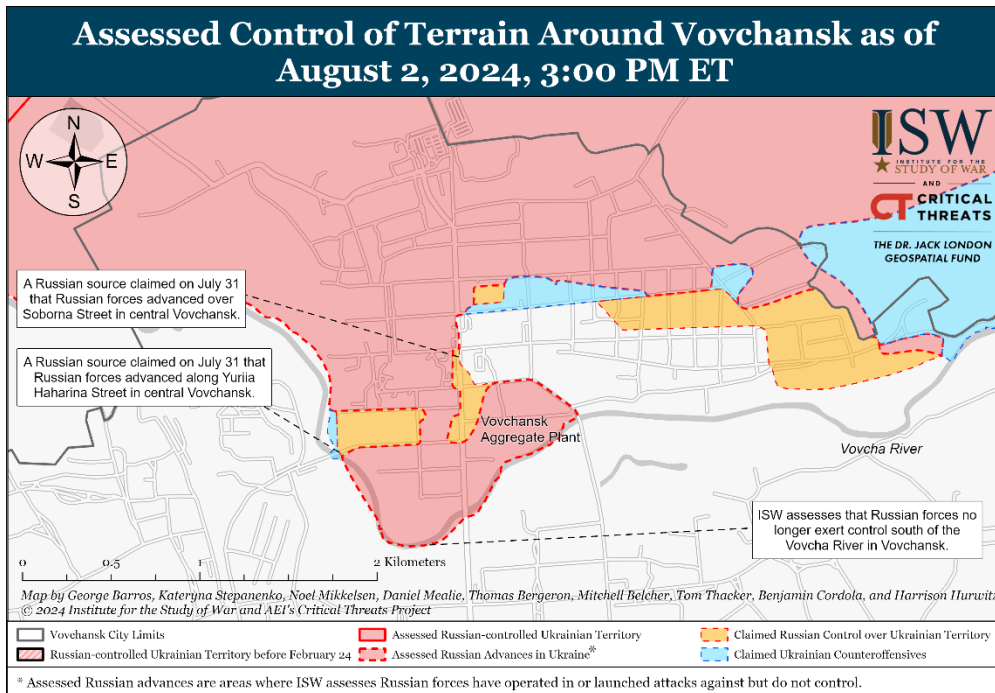 Assessed Control of Terrain Around Vovchansk as of
August 2, 2024, 3:00 PM ET
N
W
E
S
ISW
INSTITUTE FOR THE
STUDY OF WAR
AND
CT CRITICAL
THREATS
THE DR. JACK LONDON
GEOSPATIAL FUND
A Russian source claimed on July 31
that Russian forces advanced over
Soborna Street in central Vovchansk.
A Russian source claimed on July 31 that
Russian forces advanced along Yuriia
Haharina Street in central Vovchansk.
Vovchansk
Aggregate Plant
Vovcha River
ISW assesses that Russian forces no
longer exert control south of the
Vovcha River in Vovchansk.
0 0.5 1 2 Kilometers
Map by George Barros, Kateryna Stepanenko, Noel Mikkelsen, Daniel Mealie, Thomas Bergeron, Mitchell Belcher, Tom Thacker, Benjamin Cordola, and Harrison Hurwitz
© 2024 Institute for the Study of War and AEI's Critical Threats Project
Vovchansk City Limits
Assessed Russian-controlled Ukrainian Territory
Claimed Russian Control over Ukrainian Territory
Russian-controlled Ukrainian Territory before February 24
Assessed Russian Advances in Ukraine*
Claimed Ukrainian Counteroffensives
* Assessed Russian advances are areas where ISW assesses Russian forces have operated in or launched attacks against but do not control.